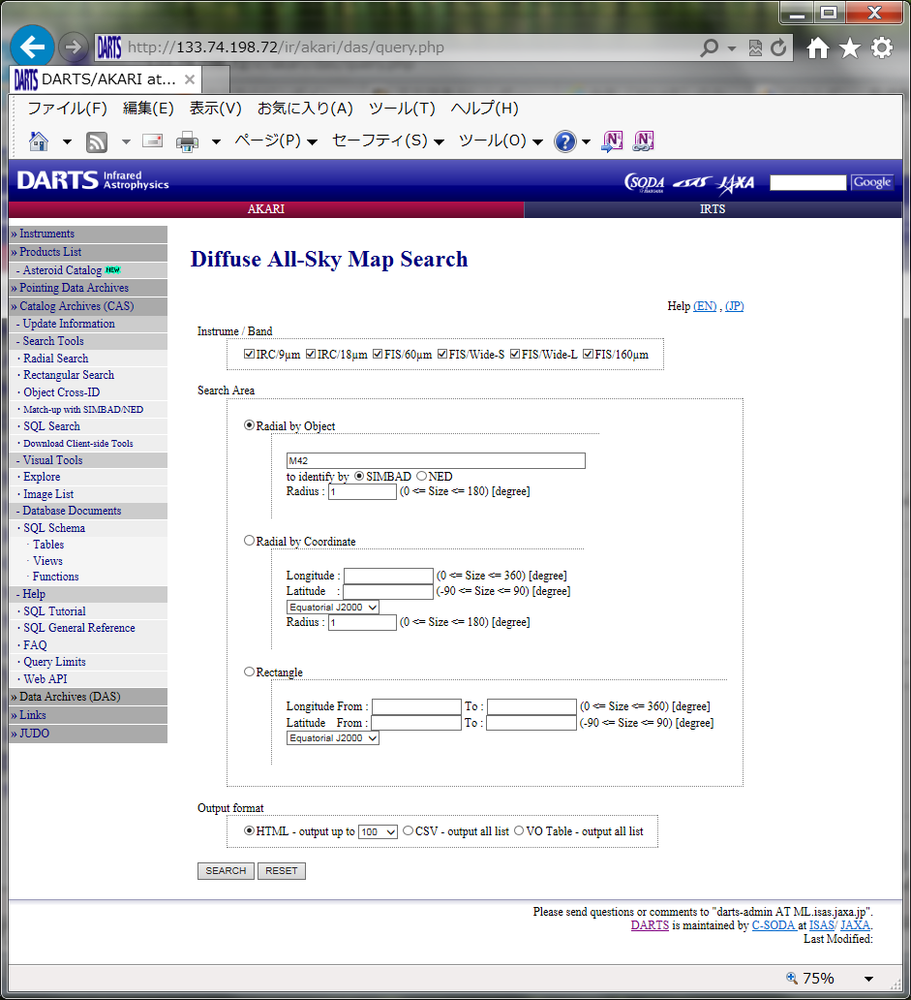 DARTS http://133.74.198.72/ir/akari/das/query.php
DARTS DARTS/AKARI at... ×
ファイル(F) 編集(E) 表示(V) お気に入り(A) ツール(T) ヘルプ(H)
ページ(P) セーフティ(S) ツール(O)
DARTS Infrared Astrophysics
C-SODA ISAS JAXA Google
AKARI IRTS
» Instruments
» Products List
- Asteroid Catalog NEW
» Pointing Data Archives
» Catalog Archives (CAS)
- Update Information
- Search Tools
· Radial Search
· Rectangular Search
· Object Cross-ID
· Match-up with SIMBAD/NED
· SQL Search
· Download Client-side Tools
- Visual Tools
· Explore
· Image List
- Database Documents
· SQL Schema
· Tables
· Views
· Functions
- Help
· SQL Tutorial
· SQL General Reference
· FAQ
· Query Limits
· Web API
» Data Archives (DAS)
» Links
» JUDO
Diffuse All-Sky Map Search
Help (EN) , (JP)
Instrume / Band
IRC/9μm IRC/18μm FIS/60μm FIS/Wide-S FIS/Wide-L FIS/160μm
Search Area
Radial by Object
M42
to identify by SIMBAD NED
Radius : 1 (0 <= Size <= 180) [degree]
Radial by Coordinate
Longitude : (0 <= Size <= 360) [degree]
Latitude : (-90 <= Size <= 90) [degree]
Equatorial J2000
Radius : 1 (0 <= Size <= 180) [degree]
Rectangle
Longitude From : To : (0 <= Size <= 360) [degree]
Latitude From : To : (-90 <= Size <= 90) [degree]
Equatorial J2000
Output format
HTML - output up to 100 CSV - output all list VO Table - output all list
SEARCH RESET
Please send questions or comments to "darts-admin AT ML.isas.jaxa.jp".
DARTS is maintained by C-SODA at ISAS/ JAXA.
Last Modified:
75%